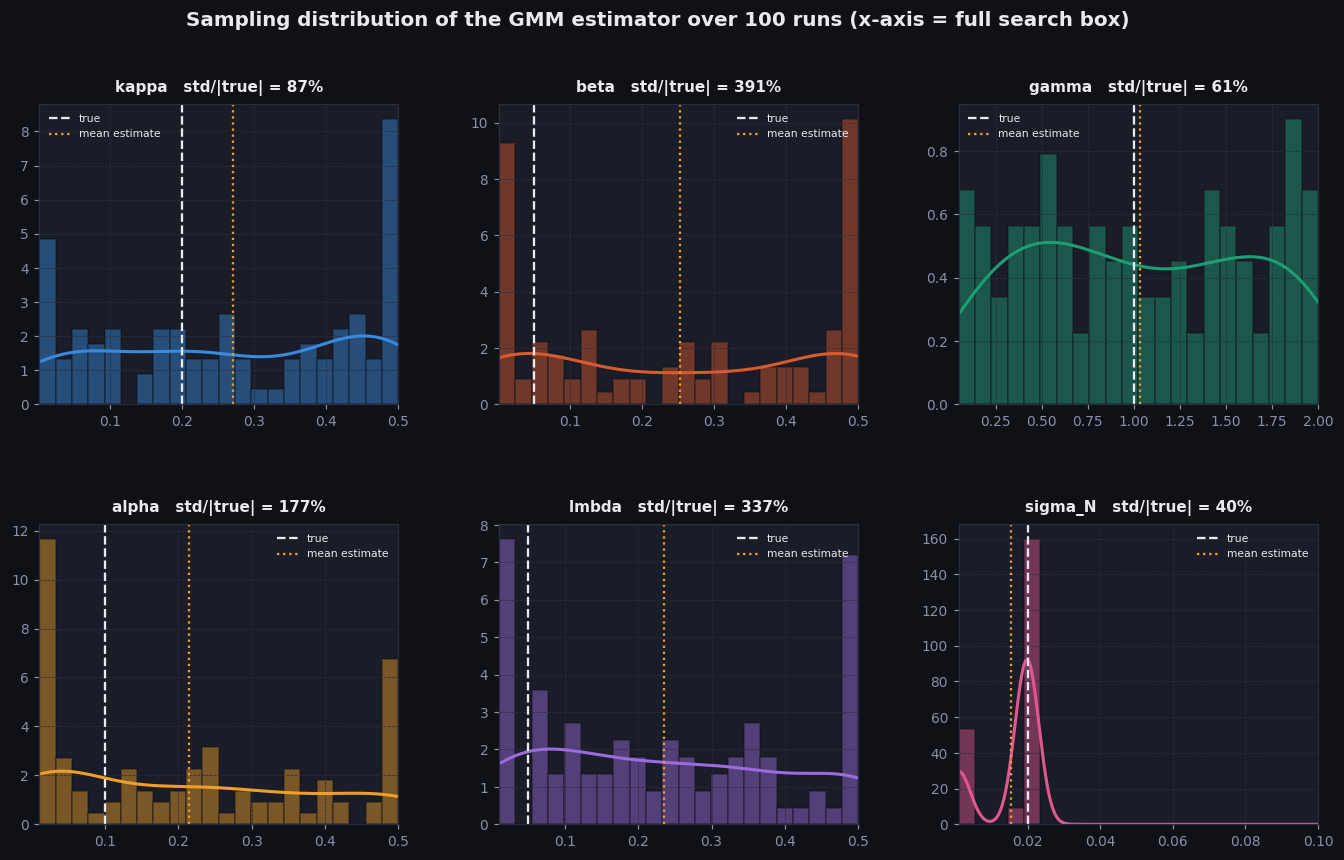 Sampling distribution of the GMM estimator over 100 runs (x-axis = full search box)
kappa std/|true| = 87%
true
mean estimate
8
7
6
5
4
3
2
1
0
0.1 0.2 0.3 0.4 0.5
beta std/|true| = 391%
true
mean estimate
10
8
6
4
2
0
0.1 0.2 0.3 0.4 0.5
gamma std/|true| = 61%
true
mean estimate
0.8
0.6
0.4
0.2
0.0
0.25 0.50 0.75 1.00 1.25 1.50 1.75 2.00
alpha std/|true| = 177%
true
mean estimate
12
10
8
6
4
2
0
0.1 0.2 0.3 0.4 0.5
lmbda std/|true| = 337%
true
mean estimate
8
7
6
5
4
3
2
1
0
0.1 0.2 0.3 0.4 0.5
sigma_N std/|true| = 40%
true
mean estimate
160
140
120
100
80
60
40
20
0
0.02 0.04 0.06 0.08 0.10